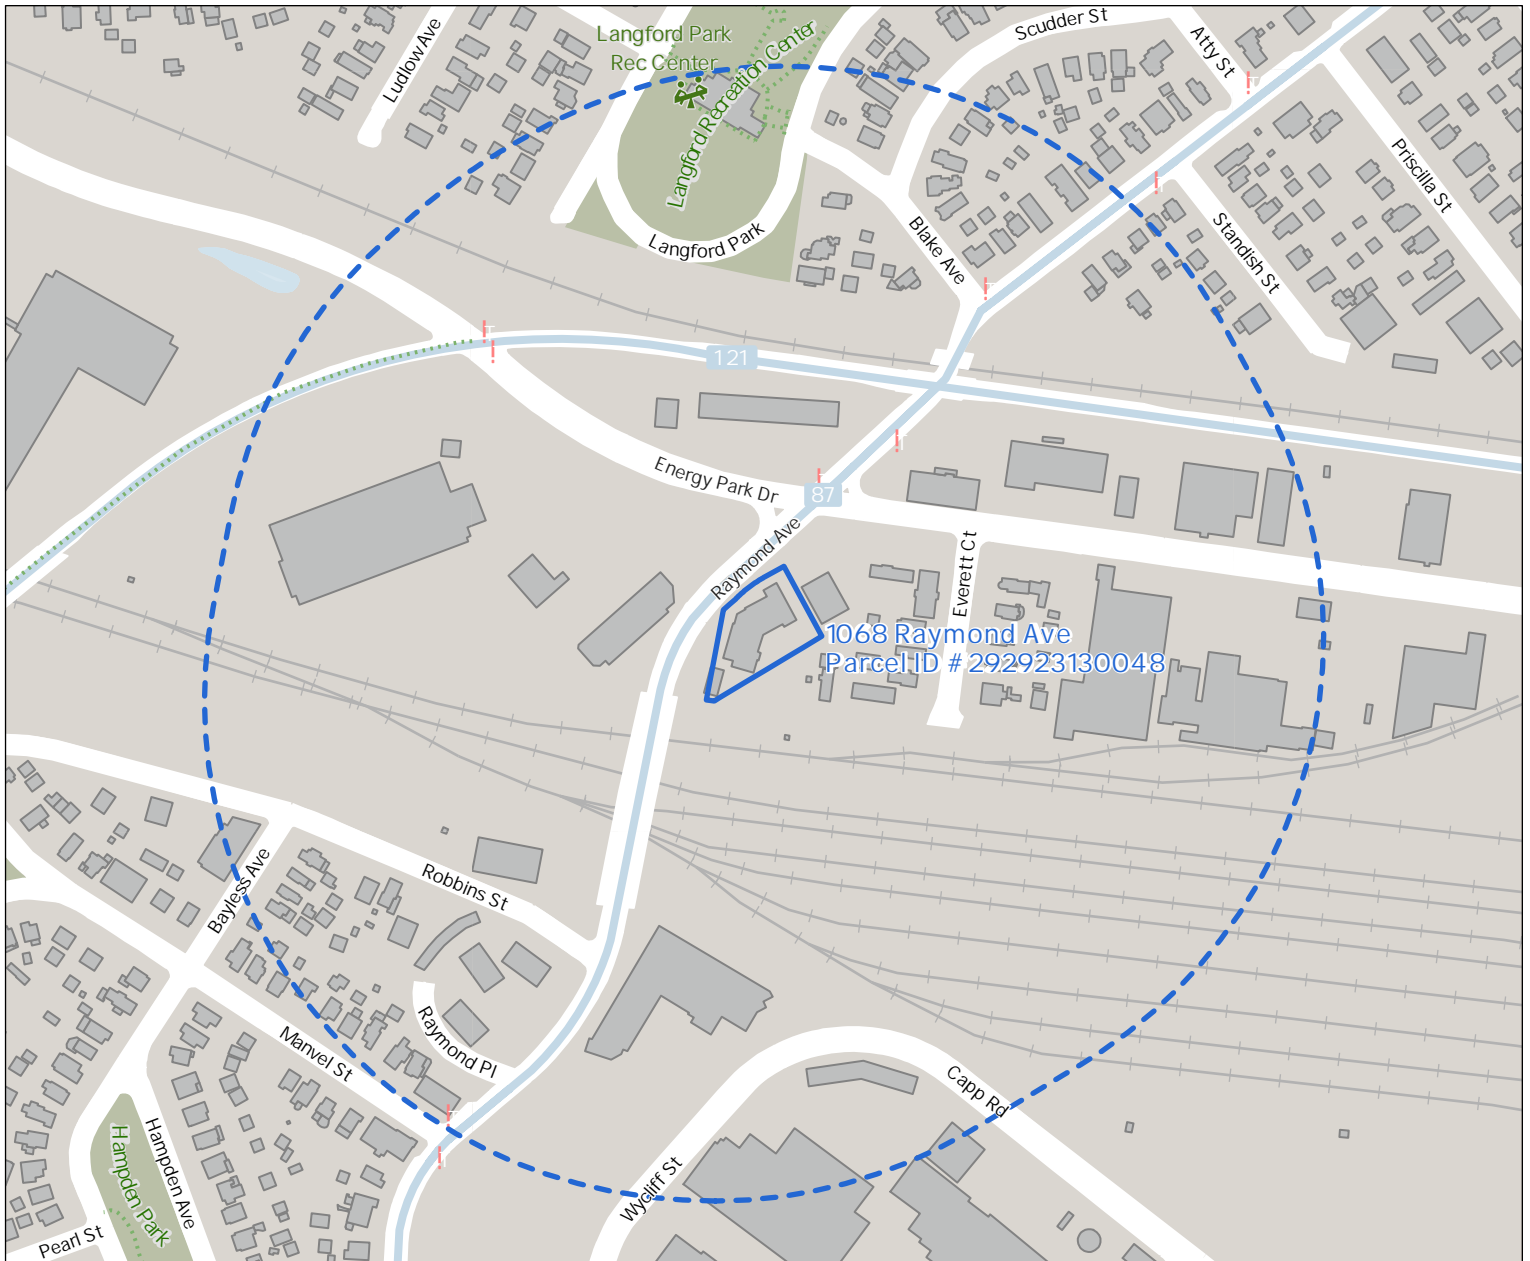 Langford Park
Rec Center
Langford Recreation Center
Scudder St
Atty St
Ludlow Ave
Priscilla St
Standish St
Blake Ave
Langford Park
121
Energy Park Dr
87
Raymond Ave
Everett Ct
1068 Raymond Ave
Parcel ID # 292923130048
Robbins St
Bayless Ave
Raymond Pl
Manvel St
Capp Rd
Hampden Ave
Hampden Park
Wycliff St
Pearl St